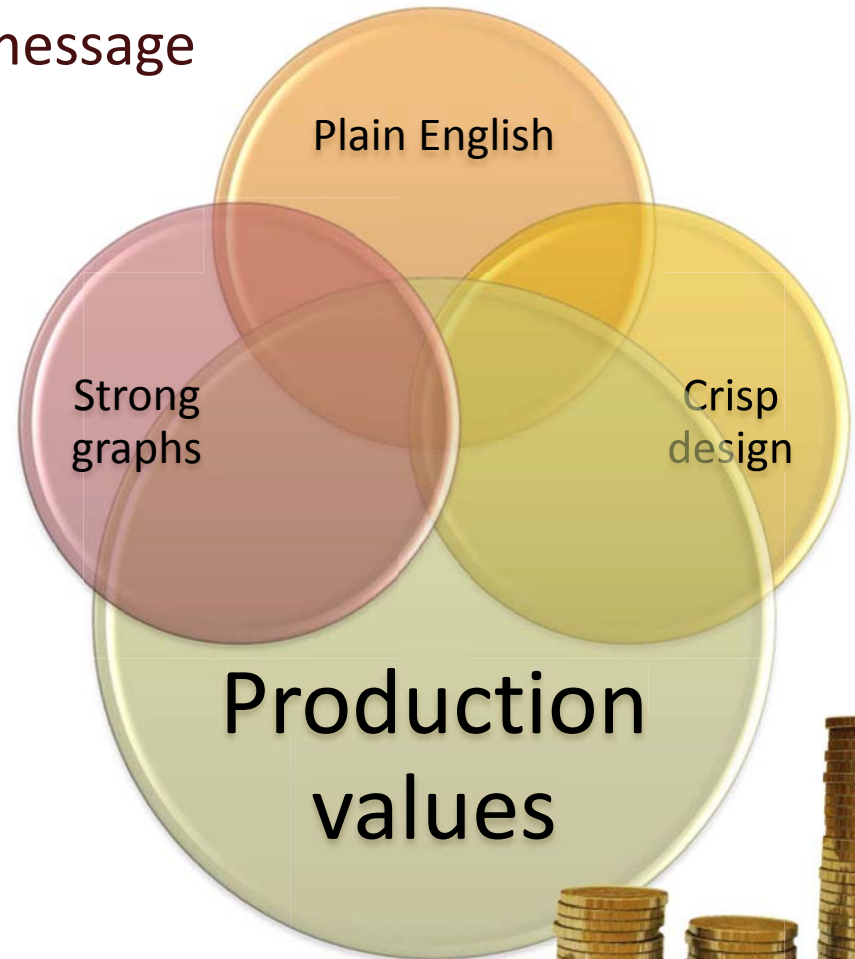 message
Plain English
Strong
graphs
Crisp
design
Production
values